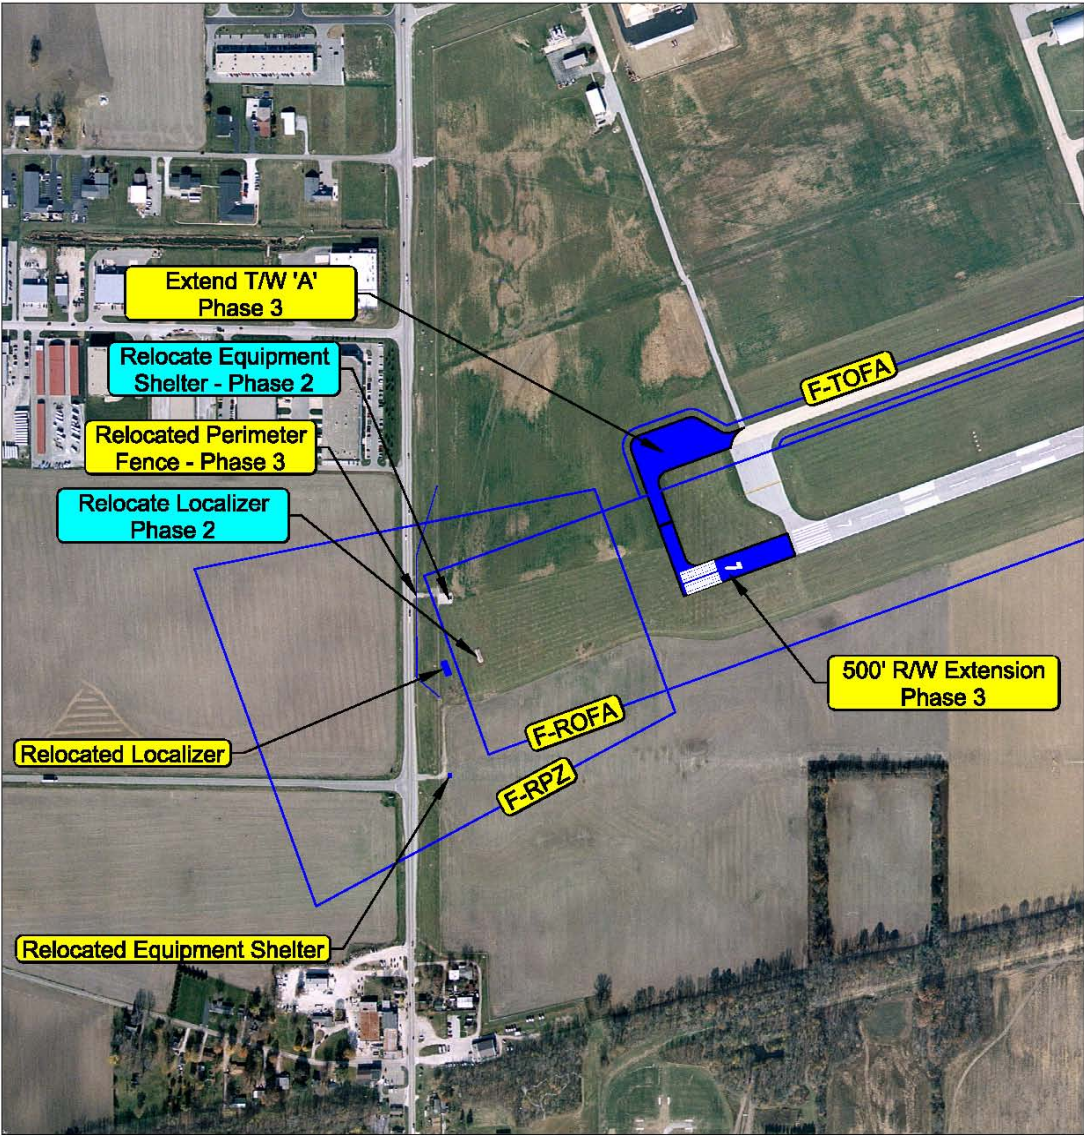 Extend T/W 'A'
Phase 3
Relocate Equipment
Shelter - Phase 2
F-TOFA
Relocated Perimeter
Fence - Phase 3
Relocate Localizer
Phase 2
7
500' R/W Extension
Phase 3
F-ROFA
Relocated Localizer
F-RPZ
Relocated Equipment Shelter